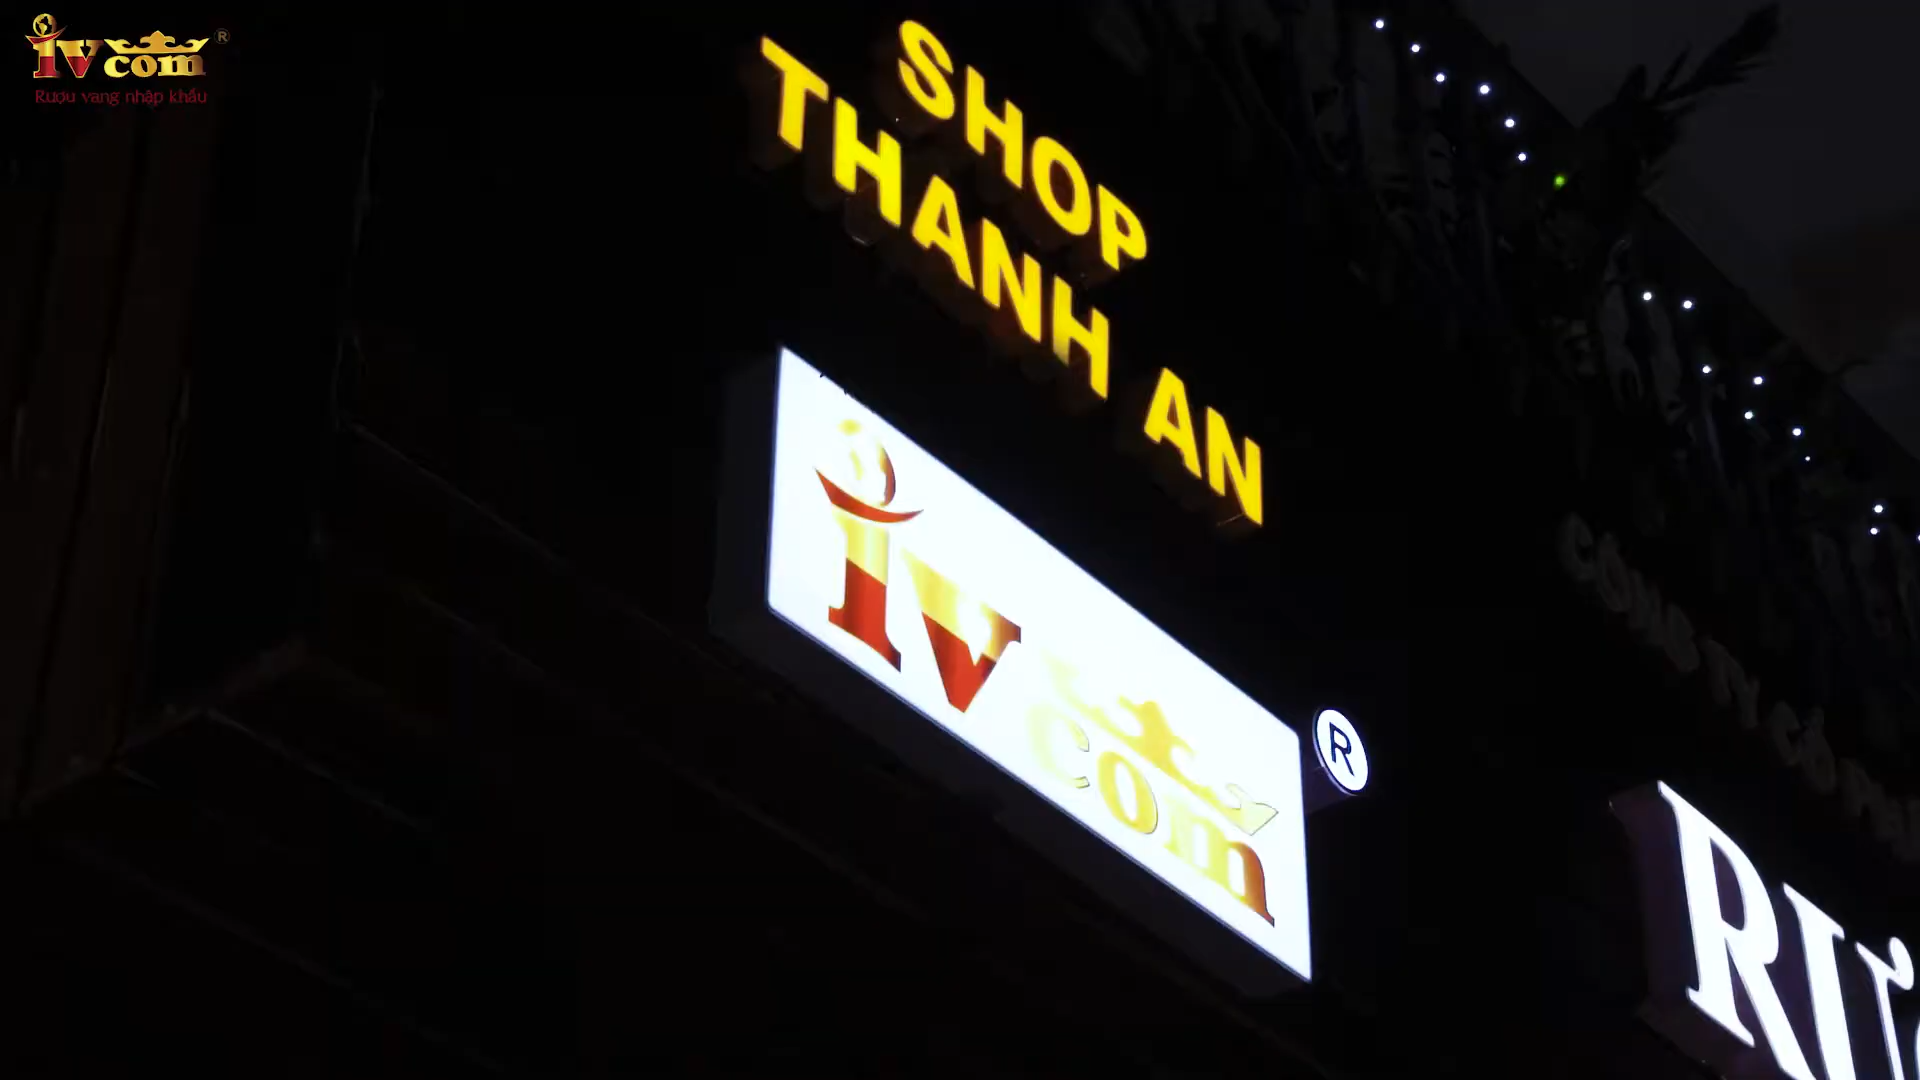 ivcom®
Rượu vang nhập khẩu
SHOP
THANH AN
ivcom
®